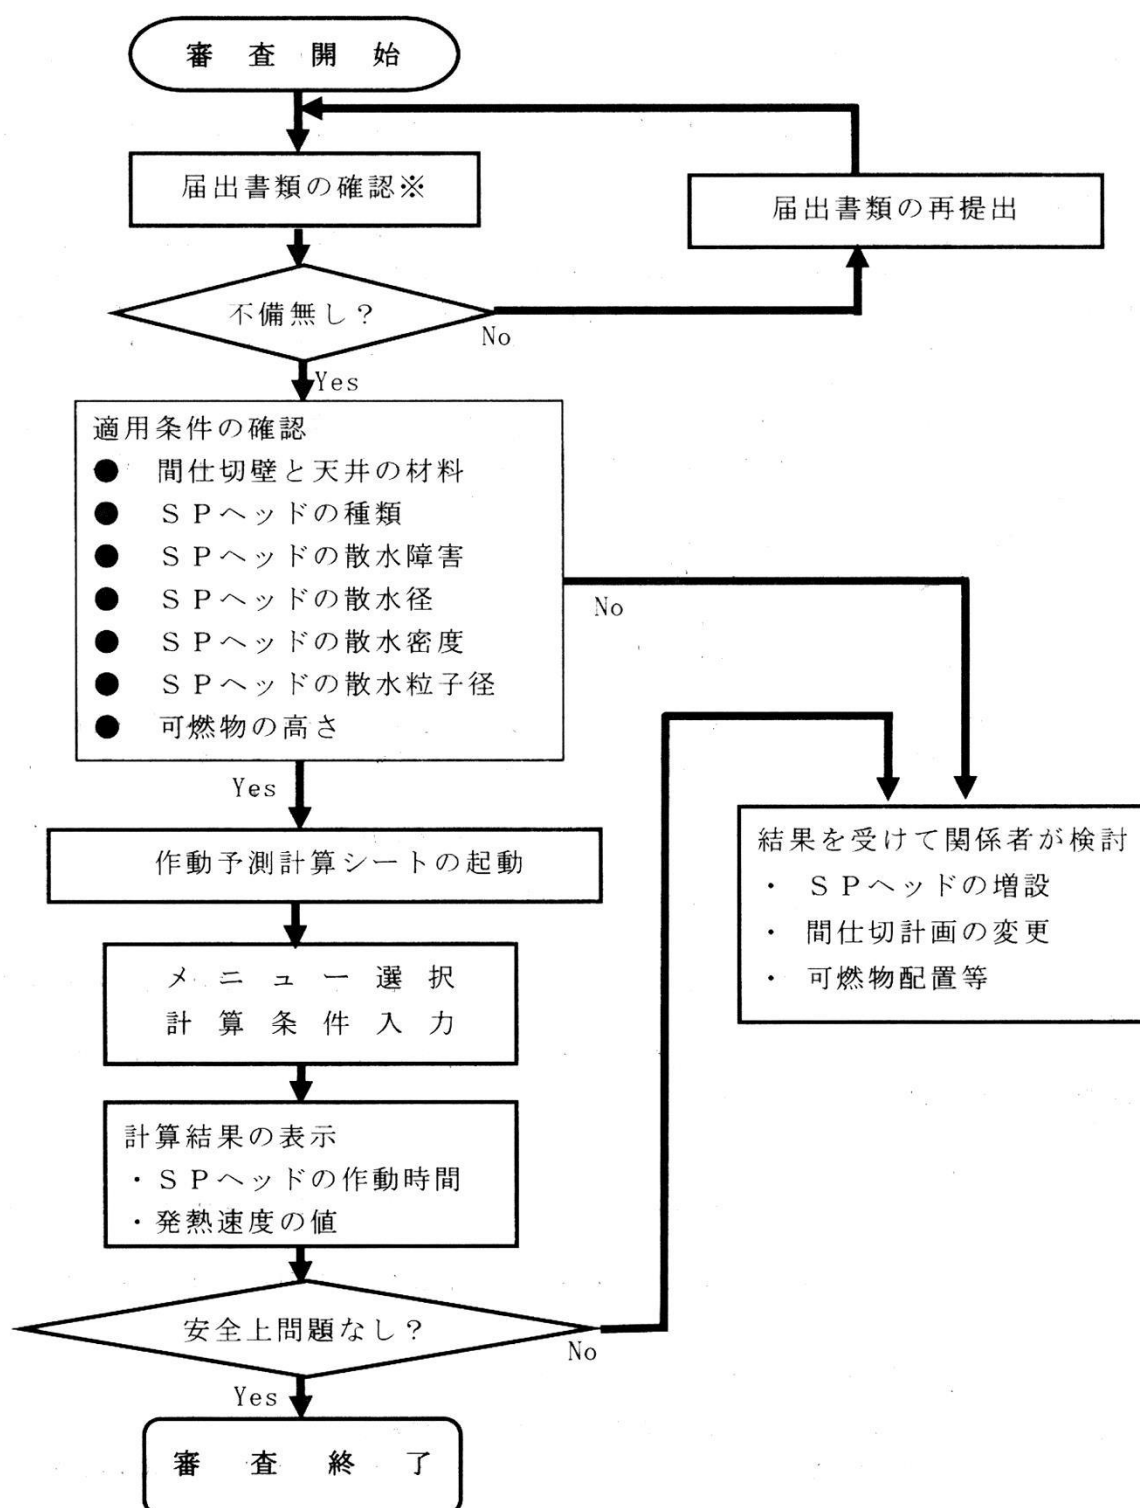 審査開始
届出書類の確認※
届出書類の再提出
不備無し？
No
Yes
適用条件の確認
● 間仕切壁と天井の材料
● ＳＰヘッドの種類
● ＳＰヘッドの散水障害
● ＳＰヘッドの散水径
● ＳＰヘッドの散水密度
● ＳＰヘッドの散水粒子径
● 可燃物の高さ
No
Yes
作動予測計算シートの起動
結果を受けて関係者が検討
・ ＳＰヘッドの増設
・ 間仕切計画の変更
・ 可燃物配置等
メニュー選択
計算条件入力
計算結果の表示
・ＳＰヘッドの作動時間
・発熱速度の値
安全上問題なし？
No
Yes
審査終了